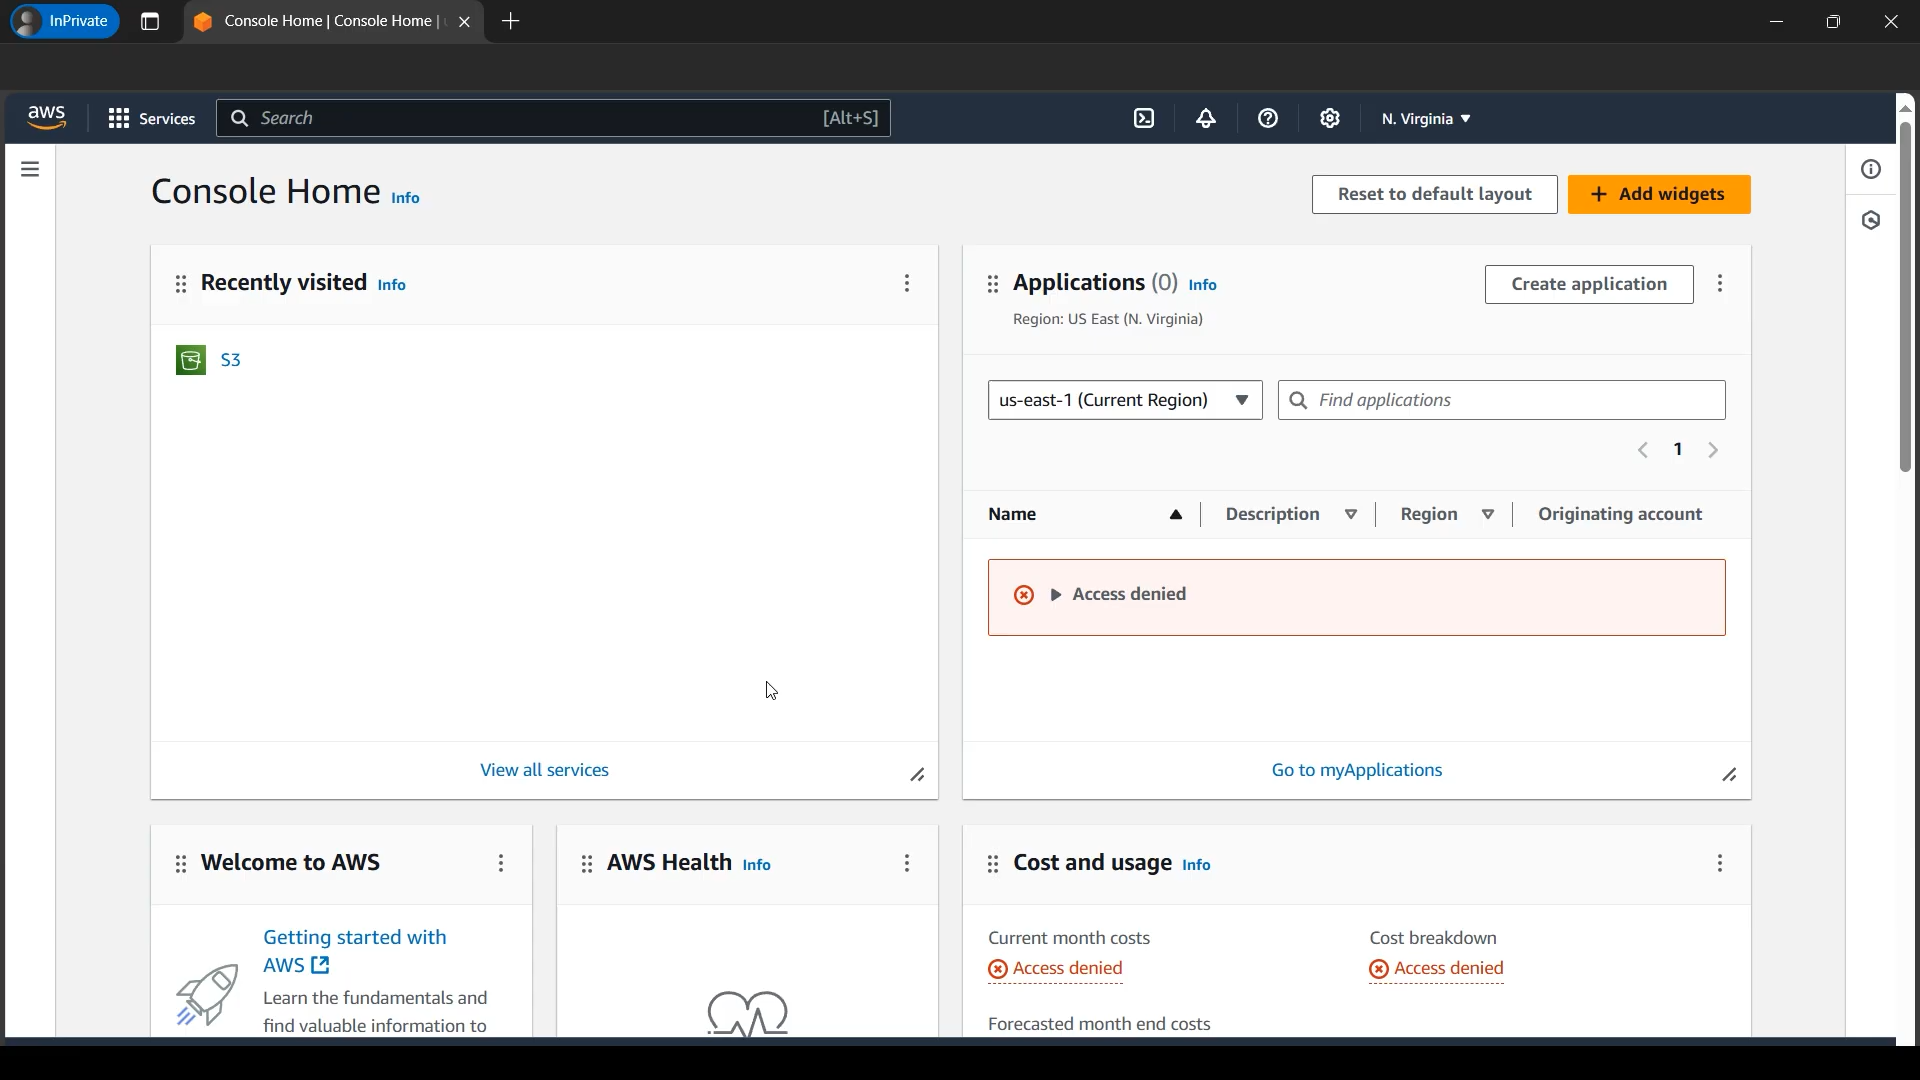 InPrivate
Console Home | Console Home |
aws
Services
Search
[Alt+S]
N. Virginia
Console Home Info
Reset to default layout
Add widgets
Recently visited Info
S3
View all services
Applications (0) Info
Create application
Region: US East (N. Virginia)
us-east-1 (Current Region)
Find applications
1
Name
Description
Region
Originating account
Access denied
Go to myApplications
Welcome to AWS
Getting started with
AWS
Learn the fundamentals and
find valuable information to
AWS Health Info
Cost and usage Info
Current month costs
Access denied
Cost breakdown
Access denied
Forecasted month end costs